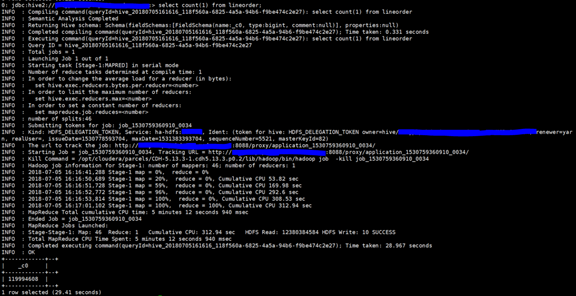 0: jdbc:hive2:// > select count(1) from lineorder;
INFO : Compiling command(queryId=hive_20180705161616_118f560a-6825-4a5a-94b6-f9be474c2e27): select count(1) from lineorder
INFO : Semantic Analysis Completed
INFO : Returning Hive schema: Schema(fieldSchemas:[FieldSchema(name:_c0, type:bigint, comment:null)], properties:null)
INFO : Completed compiling command(queryId=hive_20180705161616_118f560a-6825-4a5a-94b6-f9be474c2e27); Time taken: 0.331 seconds
INFO : Executing command(queryId=hive_20180705161616_118f560a-6825-4a5a-94b6-f9be474c2e27): select count(1) from lineorder
INFO : Query ID = hive_20180705161616_118f560a-6825-4a5a-94b6-f9be474c2e27
INFO : Total jobs = 1
INFO : Launching Job 1 out of 1
INFO : Starting task [Stage-1:MAPRED] in serial mode
INFO : Number of reduce tasks determined at compile time: 1
INFO : In order to change the average load for a reducer (in bytes):
INFO : set hive.exec.reducers.bytes.per.reducer=<number>
INFO : In order to limit the maximum number of reducers:
INFO : set hive.exec.reducers.max=<number>
INFO : In order to set a constant number of reducers:
INFO : set mapreduce.job.reduces=<number>
INFO : number of splits:46
INFO : Submitting tokens for job: job_1530759360910_0034
INFO : Kind: HDFS_DELEGATION_TOKEN, Service: ha-hdfs: , Ident: (token for hive: HDFS_DELEGATION_TOKEN owner=hive/ renewer=yar
n, realUser=, issueDate=1530778593704, maxDate=1531383393704, sequenceNumber=5521, masterKeyId=82)
INFO : The url to track the job: http:// :8088/proxy/application_1530759360910_0034/
INFO : Starting Job = job_1530759360910_0034, Tracking URL = http:// :8088/proxy/application_1530759360910_0034/
INFO : Kill Command = /opt/cloudera/parcels/CDH-5.13.3-1.cdh5.13.3.p0.2/lib/hadoop/bin/hadoop job -kill job_1530759360910_0034
INFO : Hadoop job information for Stage-1: number of mappers: 46; number of reducers: 1
INFO : 2018-07-05 16:16:41,288 Stage-1 map = 0%, reduce = 0%
INFO : 2018-07-05 16:16:50,689 Stage-1 map = 20%, reduce = 0%, Cumulative CPU 53.82 sec
INFO : 2018-07-05 16:16:51,728 Stage-1 map = 59%, reduce = 0%, Cumulative CPU 169.98 sec
INFO : 2018-07-05 16:16:52,772 Stage-1 map = 96%, reduce = 0%, Cumulative CPU 292.6 sec
INFO : 2018-07-05 16:16:53,814 Stage-1 map = 100%, reduce = 0%, Cumulative CPU 308.53 sec
INFO : 2018-07-05 16:17:01,102 Stage-1 map = 100%, reduce = 100%, Cumulative CPU 312.94 sec
INFO : MapReduce Total cumulative CPU time: 5 minutes 12 seconds 940 msec
INFO : Ended Job = job_1530759360910_0034
INFO : MapReduce Jobs Launched:
INFO : Stage-Stage-1: Map: 46 Reduce: 1 Cumulative CPU: 312.94 sec HDFS Read: 12380384584 HDFS Write: 10 SUCCESS
INFO : Total MapReduce CPU Time Spent: 5 minutes 12 seconds 940 msec
INFO : Completed executing command(queryId=hive_20180705161616_118f560a-6825-4a5a-94b6-f9be474c2e27); Time taken: 28.967 seconds
INFO : OK
+------------+--+
| _c0 |
+------------+--+
| 119994608 |
+------------+--+
1 row selected (29.41 seconds)